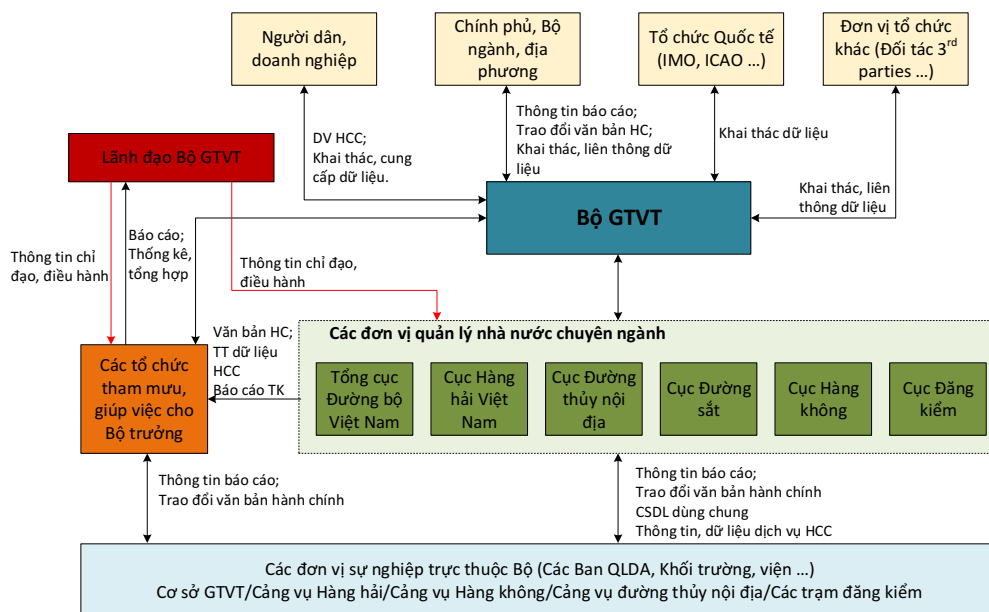 Người dân,
doanh nghiệp
Chính phủ, Bộ
ngành, địa
phương
Tổ chức Quốc tế
(IMO, ICAO ...)
Đơn vị tổ chức
khác (Đối tác 3rd
parties ...)
DV HCC;
Khai thác, cung
cấp dữ liệu.
Thông tin báo cáo;
Trao đổi văn bản HC;
Khai thác, liên thông dữ
liệu
Khai thác dữ liệu
Khai thác, liên
thông dữ liệu
Lãnh đạo Bộ GTVT
Bộ GTVT
Thông tin chỉ
đạo, điều hành
Báo cáo;
Thống kê,
tổng hợp
Thông tin chỉ đạo,
điều hành
Các đơn vị quản lý nhà nước chuyên ngành
Các tổ chức
tham mưu,
giúp việc cho
Bộ trưởng
Văn bản HC;
TT dữ liệu
HCC
Báo cáo TK
Tổng cục
Đường bộ
Việt Nam
Cục Hàng
hải Việt
Nam
Cục Đường
thủy nội
địa
Cục Đường
sắt
Cục Hàng
không
Cục Đăng
kiểm
Thông tin báo cáo;
Trao đổi văn bản hành chính
Thông tin báo cáo;
Trao đổi văn bản hành chính
CSDL dùng chung
Thông tin, dữ liệu dịch vụ HCC
Các đơn vị sự nghiệp trực thuộc Bộ (Các Ban QLDA, Khối trường, viện ...)
Cơ sở GTVT/Cảng vụ Hàng hải/Cảng vụ Hàng không/Cảng vụ đường thủy nội địa/Các trạm đăng kiểm